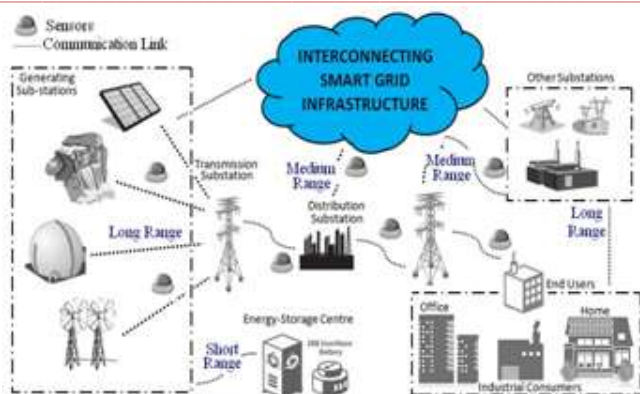 Sensors
Communication Link
Generating
Sub-stations
INTERCONNECTING
SMART GRID
INFRASTRUCTURE
Other Substations
Transmission
Substation
Medium
Range
Medium
Range
Distribution
Substation
Long Range
Long
Range
End Users
Energy-Storage Centre
Short
Range
Battery
Office
Home
Industrial Consumers